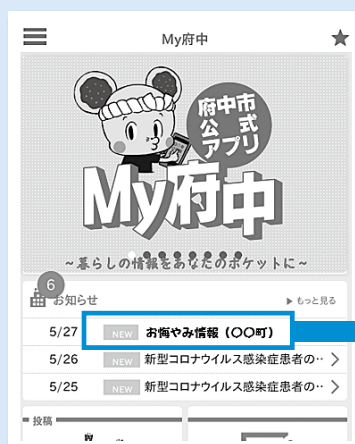 My府中
府中市
公式
アプリ
My府中
~暮らしの情報をあなたのポケットに~
6
お知らせ
▶ もっと見る
5/27 NEW お悔やみ情報（〇〇町）
5/26 NEW 新型コロナウイルス感染症患者の‥
5/25 NEW 新型コロナウイルス感染症患者の‥
投稿